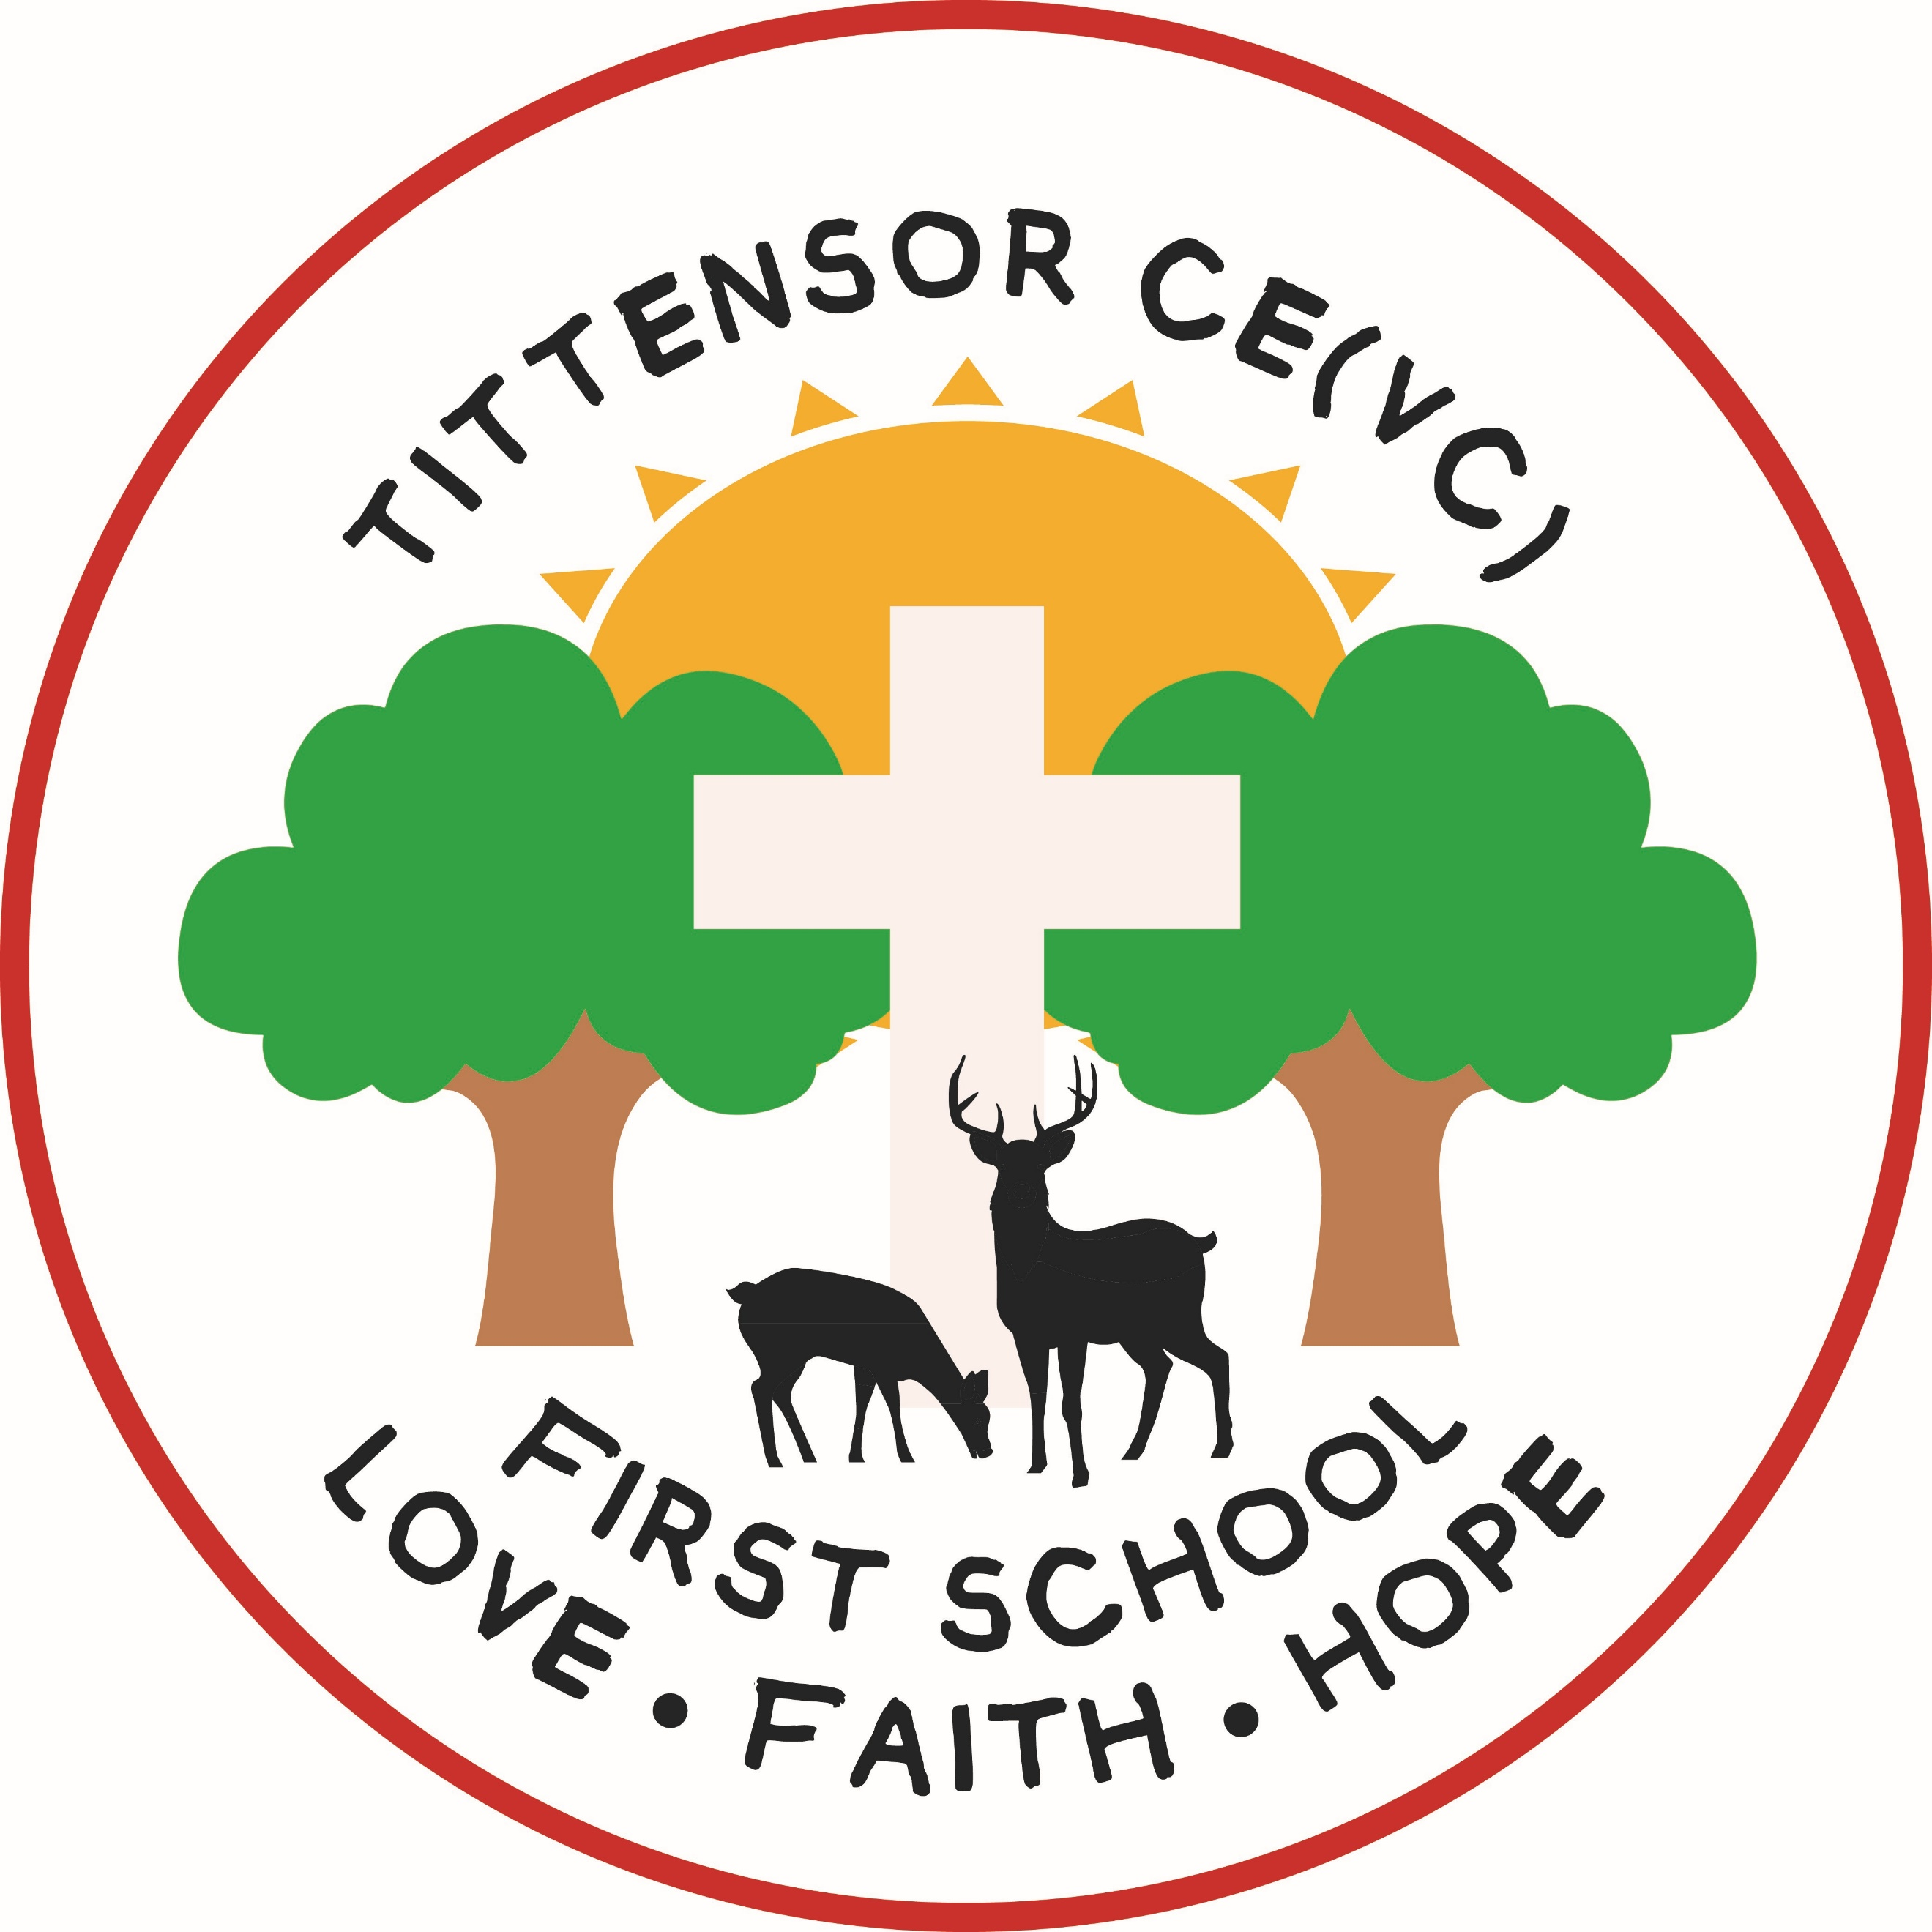 TITTENSOR CE(VC)
FIRST SCHOOL
LOVE • FAITH • HOPE